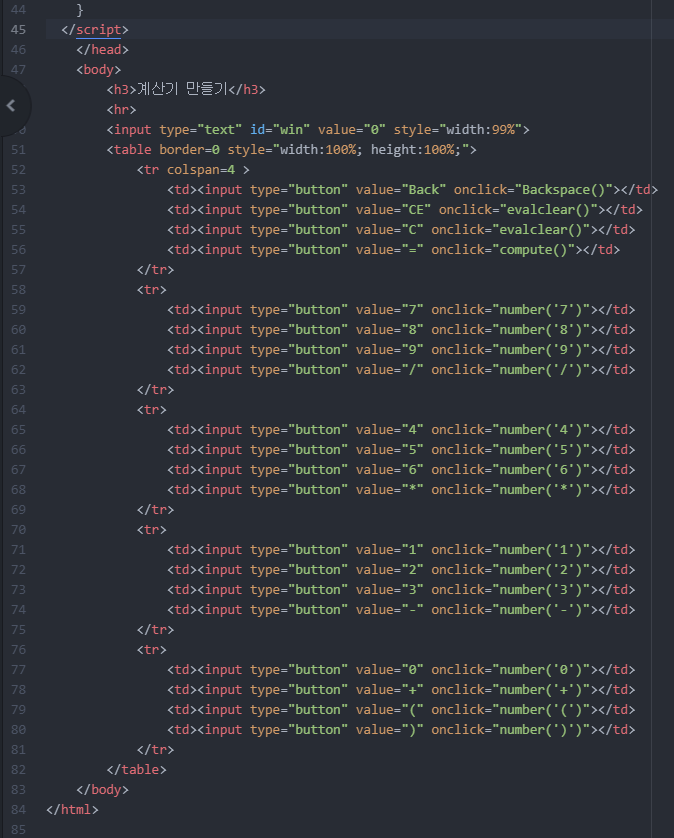 44 }
45 </script>
46 </head>
47 <body>
<h3>계산기 만들기</h3>
<hr>
<input type="text" id="win" value="0" style="width:99%">
51 <table border=0 style="width:100%; height:100%;">
52 <tr colspan=4 >
53 <td><input type="button" value="Back" onclick="Backspace()"></td>
54 <td><input type="button" value="CE" onclick="evalclear()"></td>
55 <td><input type="button" value="C" onclick="evalclear()"></td>
56 <td><input type="button" value="=" onclick="compute()"></td>
57 </tr>
58 <tr>
59 <td><input type="button" value="7" onclick="number('7')"></td>
60 <td><input type="button" value="8" onclick="number('8')"></td>
61 <td><input type="button" value="9" onclick="number('9')"></td>
62 <td><input type="button" value="/" onclick="number('/')"></td>
63 </tr>
64 <tr>
65 <td><input type="button" value="4" onclick="number('4')"></td>
66 <td><input type="button" value="5" onclick="number('5')"></td>
67 <td><input type="button" value="6" onclick="number('6')"></td>
68 <td><input type="button" value="*" onclick="number('*')"></td>
69 </tr>
70 <tr>
71 <td><input type="button" value="1" onclick="number('1')"></td>
72 <td><input type="button" value="2" onclick="number('2')"></td>
73 <td><input type="button" value="3" onclick="number('3')"></td>
74 <td><input type="button" value="-" onclick="number('-')"></td>
75 </tr>
76 <tr>
77 <td><input type="button" value="0" onclick="number('0')"></td>
78 <td><input type="button" value="+" onclick="number('+')"></td>
79 <td><input type="button" value="(" onclick="number('(')"></td>
80 <td><input type="button" value=")" onclick="number(')')"></td>
81 </tr>
82 </table>
83 </body>
84 </html>
85